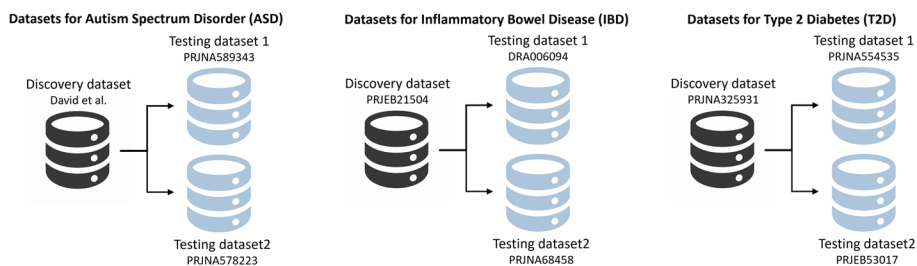 Datasets for Autism Spectrum Disorder (ASD)
Testing dataset 1
PRJNA589343
Discovery dataset
David et al.
Testing dataset2
PRJNA578223
Datasets for Inflammatory Bowel Disease (IBD)
Testing dataset 1
DRA006094
Discovery dataset
PRJEB21504
Testing dataset2
PRJNA68458
Datasets for Type 2 Diabetes (T2D)
Testing dataset 1
PRJNA554535
Discovery dataset
PRJNA325931
Testing dataset2
PRJEB53017